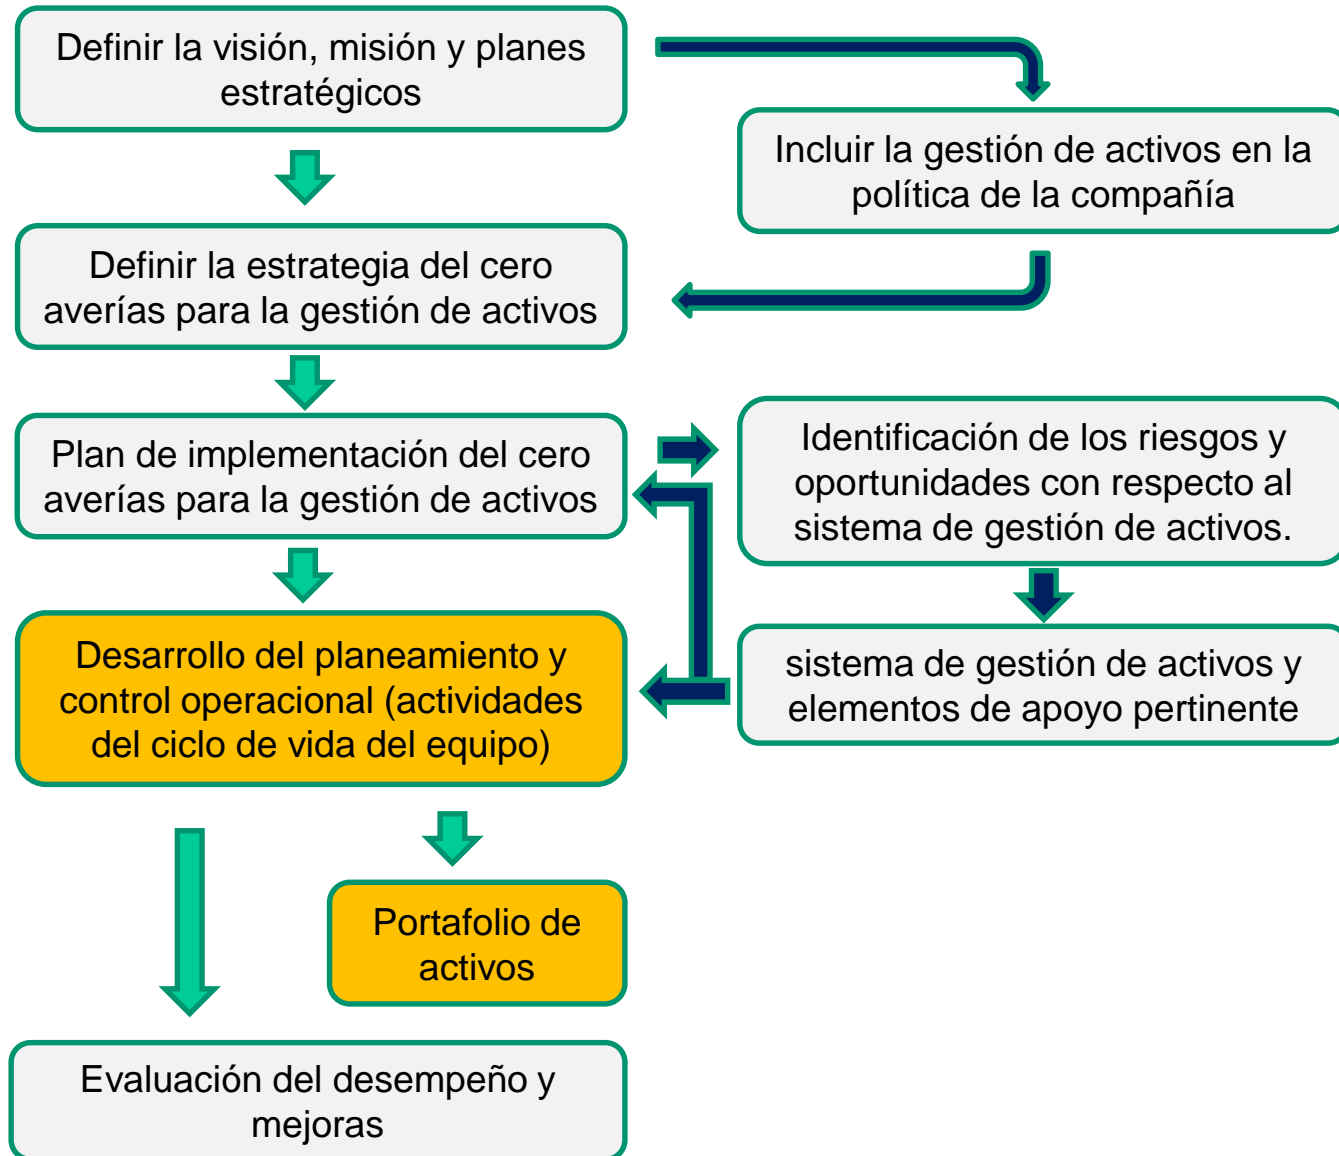 Definir la visión, misión y planes
estratégicos
Incluir la gestión de activos en la
política de la compañía
Definir la estrategia del cero
averías para la gestión de activos
Plan de implementación del cero
averías para la gestión de activos
Identificación de los riesgos y
oportunidades con respecto al
sistema de gestión de activos.
Desarrollo del planeamiento y
control operacional (actividades
del ciclo de vida del equipo)
sistema de gestión de activos y
elementos de apoyo pertinente
Portafolio de
activos
Evaluación del desempeño y
mejoras